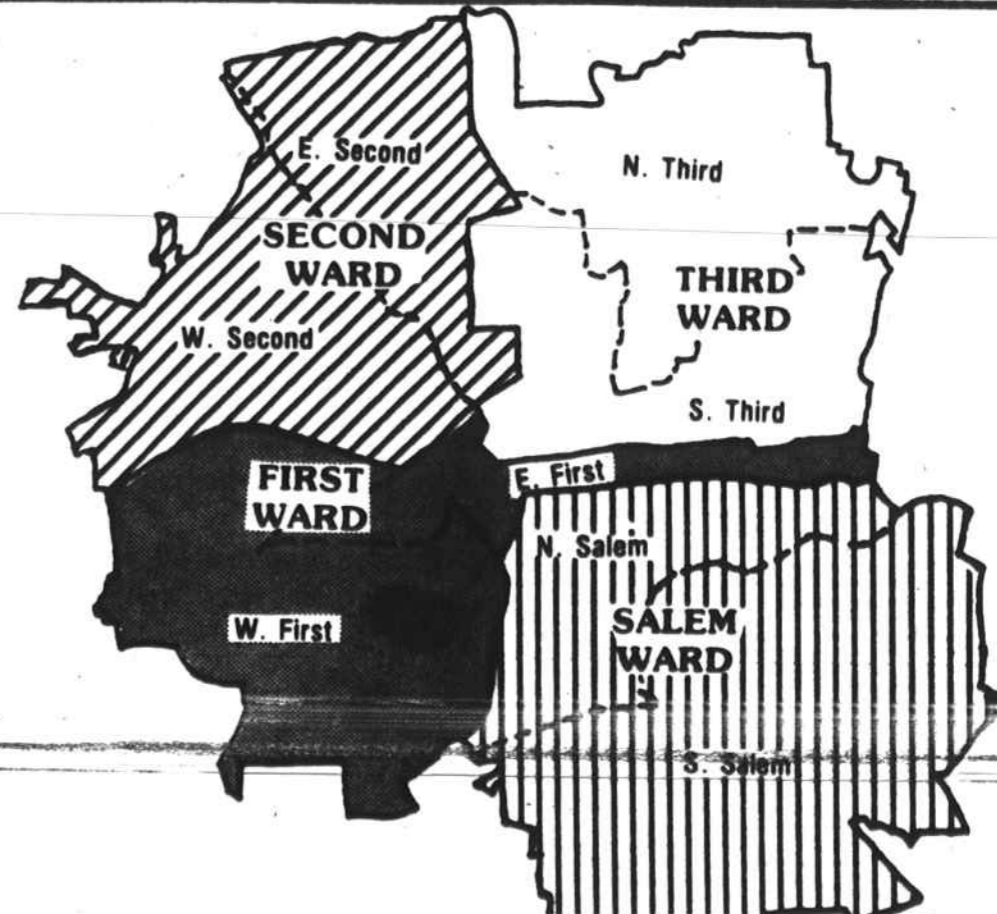 E. Second
N. Third
SECOND
WARD
THIRD
WARD
W. Second
S. Third
FIRST
WARD
E. First
N. Salem
W. First
SALEM
WARD
S. Salem